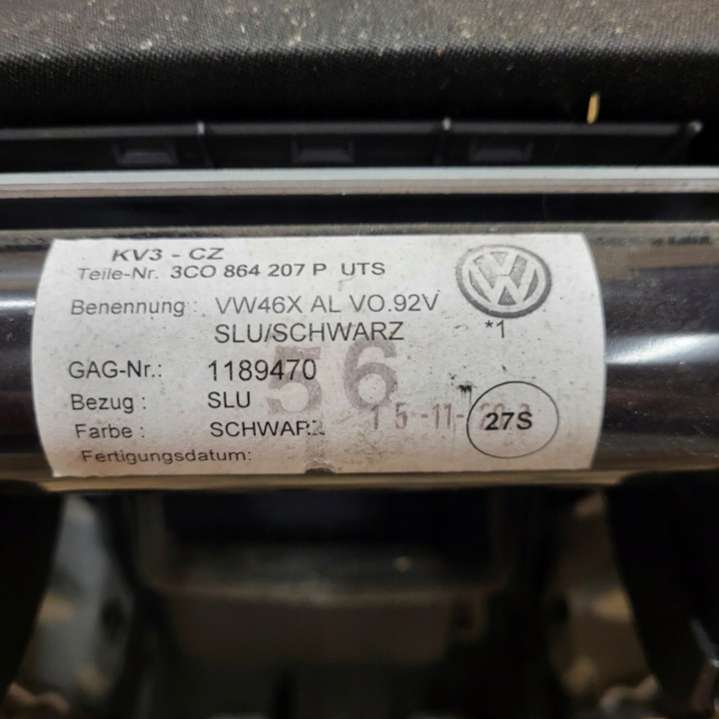 KV3 - CZ
Teile-Nr. 3CO 864 207 P UTS
Benennung : VW46X AL VO.92V
SLU/SCHWARZ
*1
56
GAG-Nr.: 1189470
Bezug : SLU
15-11-
27S
Farbe : SCHWARZ
Fertigungsdatum: